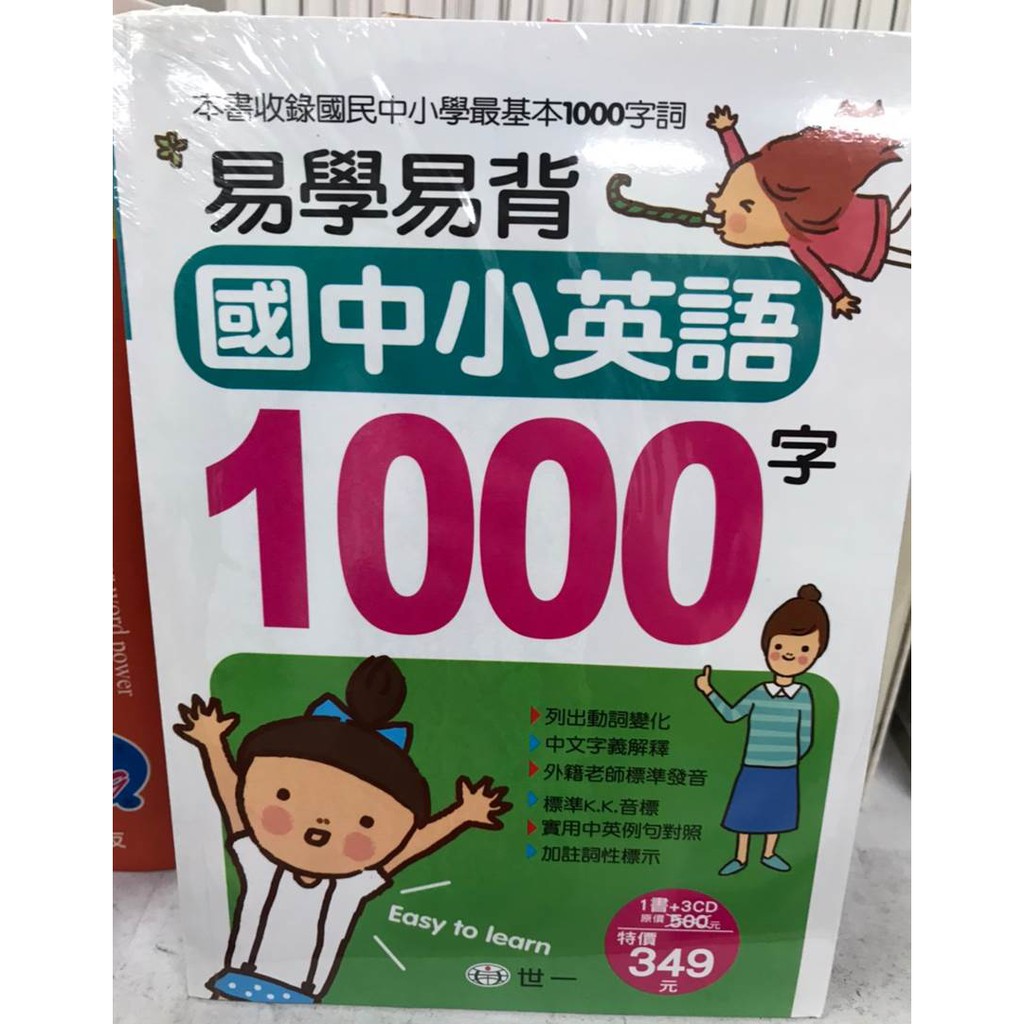 本書收錄國民中小學最基本1000字詞
易學易背
國中小英語
1000字
列出動詞變化
中文字義解釋
外籍老師標準發音
標準K.K.音標
實用中英例句對照
加註詞性標示
Easy to learn
1書+3CD
原價500元
特價
349
元
世一
word power
友